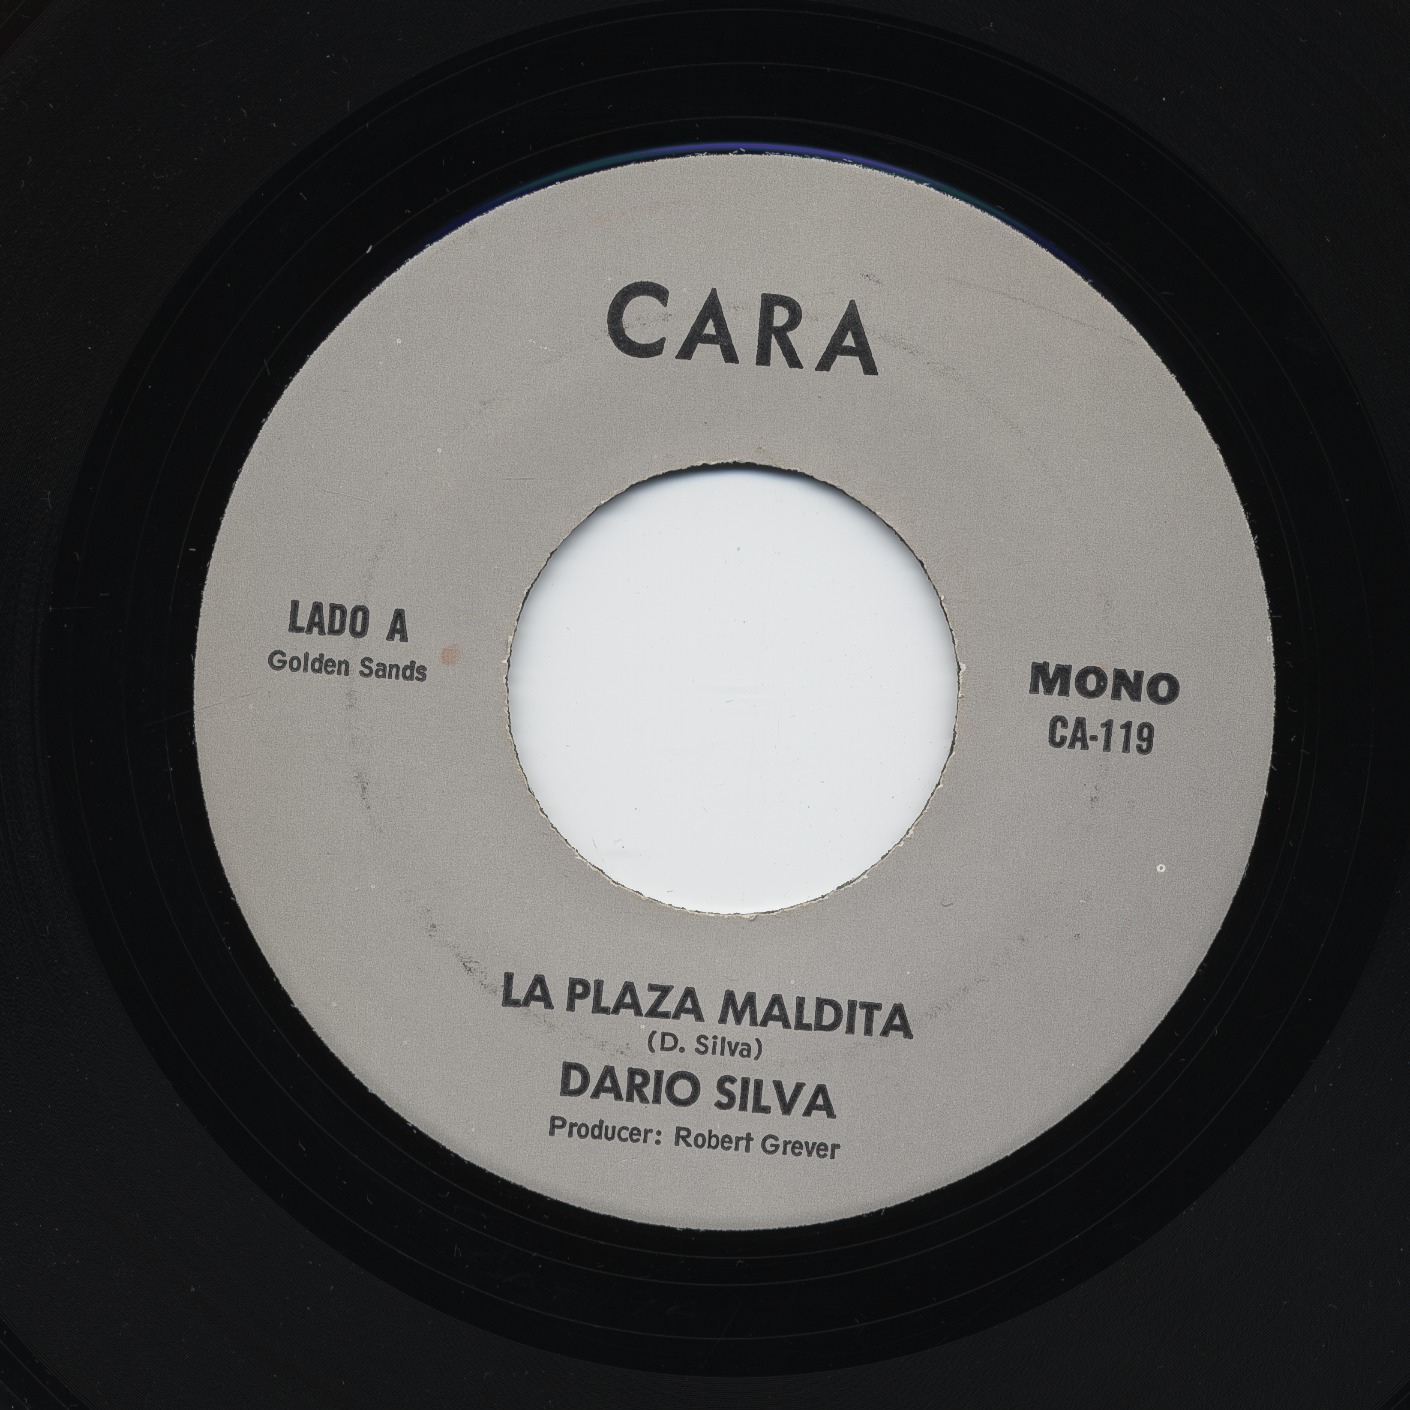 CARA
LADO A
Golden Sands
MONO
CA-119
LA PLAZA MALDITA
(D. Silva)
DARIO SILVA
Producer: Robert Grever